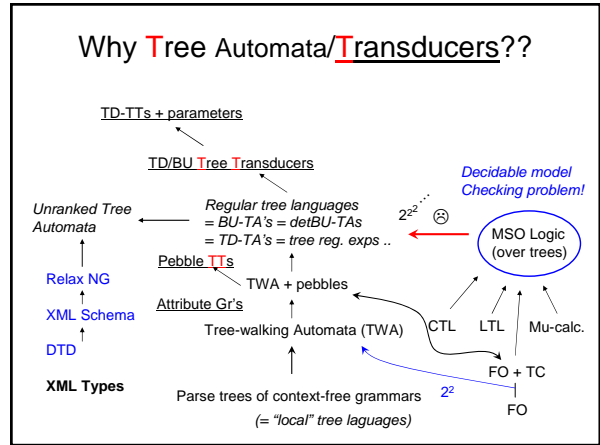 Why Tree Automata/Transducers??
TD-TTs + parameters
TD/BU Tree Transducers
Decidable model
Checking problem!
Regular tree languages
= BU-TA's = detBU-TAs
= TD-TA's = tree reg. exps ..
2^2^2 ... ☹
Unranked Tree
Automata
MSO Logic
(over trees)
Relax NG
Pebble TTs
TWA + pebbles
XML Schema
Attribute Gr's
Tree-walking Automata (TWA)
CTL
LTL
Mu-calc.
DTD
FO + TC
XML Types
Parse trees of context-free grammars
2^2
FO
(= "local" tree laguages)